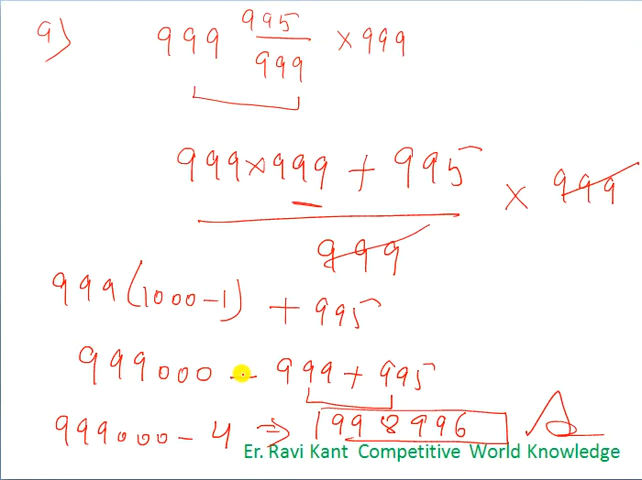 9) 999 995/999 × 999
999×999 + 995 / 999 × 999
999(1000-1) + 995
999000 - 999 + 995
999000 - 4 ⇒ 998996 A
Er. Ravi Kant Competitive World Knowledge